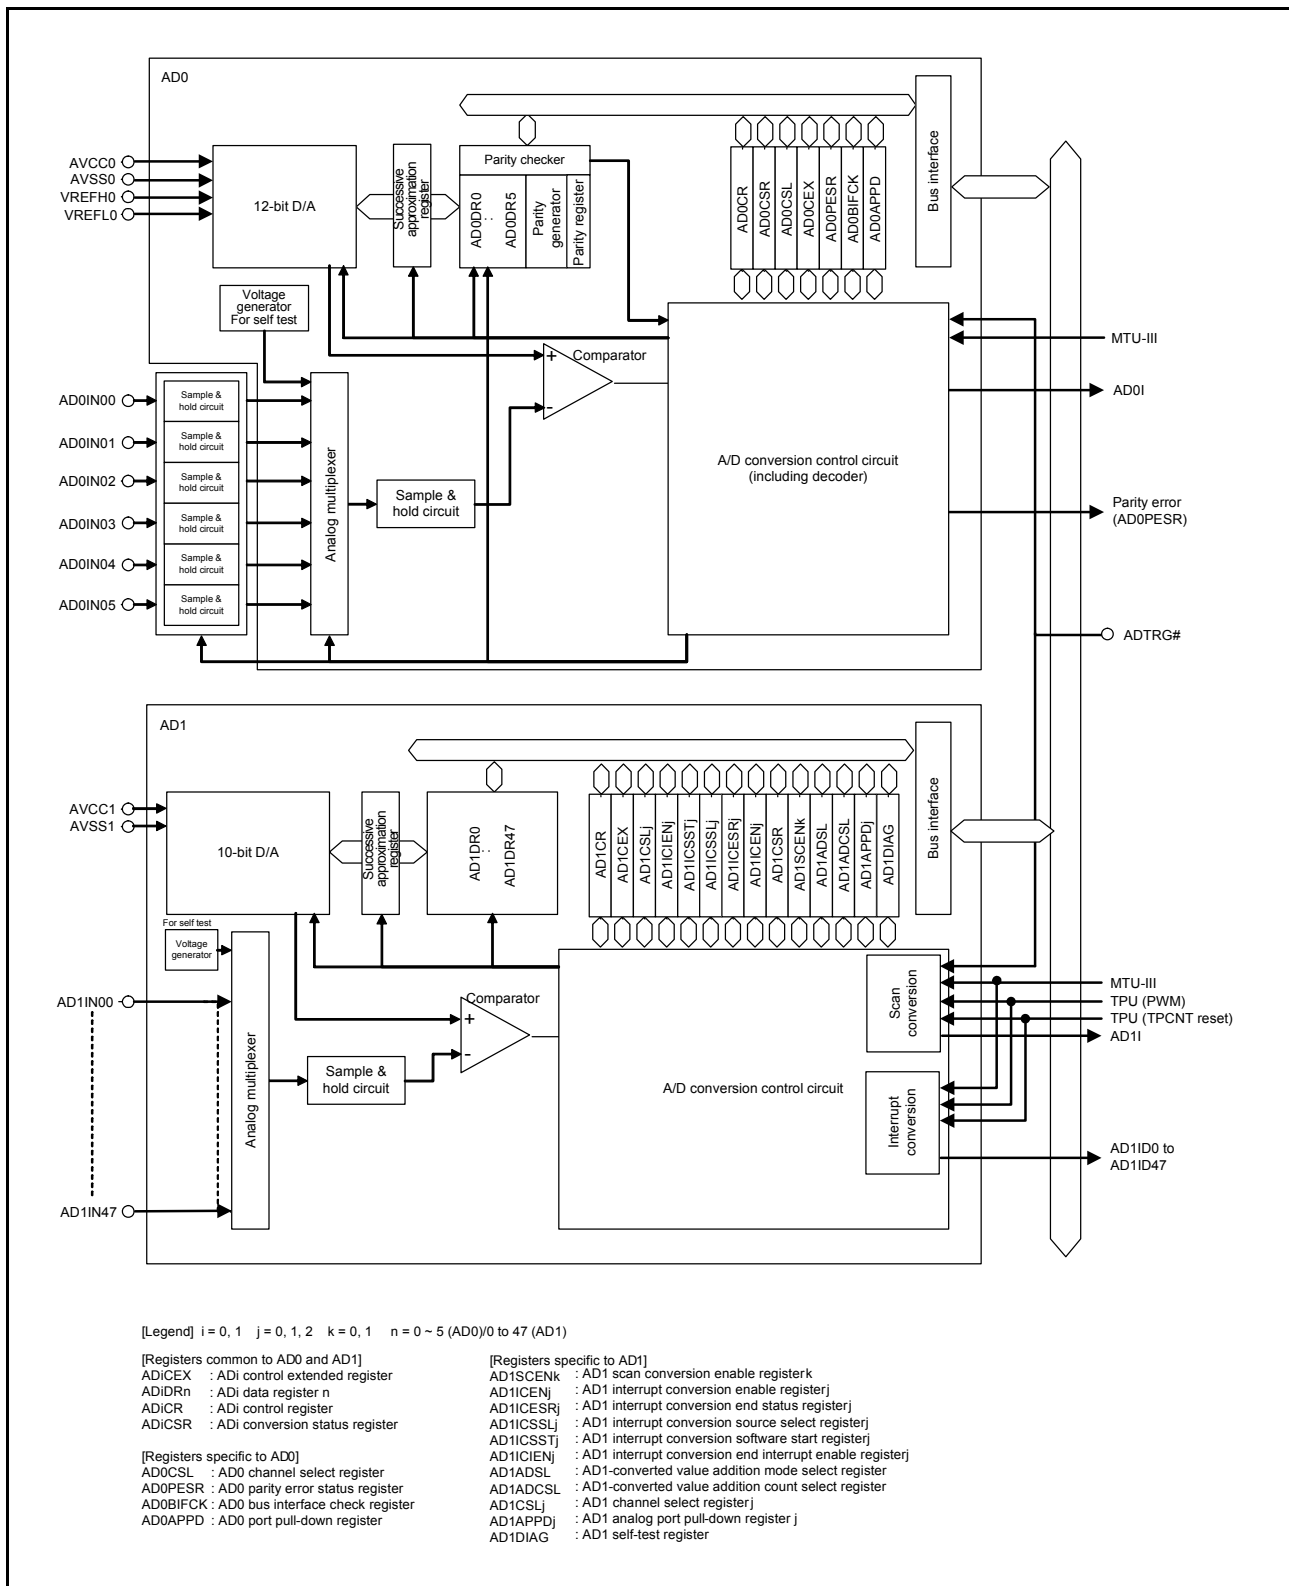 AD0
AVCC0
AVSS0
VREFH0
VREFL0
12-bit D/A
Successive
approximation
register
Parity checker
AD0DR0
:
AD0DR5
Parity
generator
Parity register
AD0CR
AD0CSR
AD0CSL
AD0CEX
AD0PESR
AD0BIFCK
AD0APPD
Bus interface
Voltage
generator
For self test
Comparator
+
-
MTU-III
AD0I
AD0IN00
AD0IN01
AD0IN02
AD0IN03
AD0IN04
AD0IN05
Sample &
hold circuit
Sample &
hold circuit
Sample &
hold circuit
Sample &
hold circuit
Sample &
hold circuit
Sample &
hold circuit
Analog multiplexer
Sample &
hold circuit
A/D conversion control circuit
(including decoder)
Parity error
(AD0PESR)
ADTRG#
AD1
AVCC1
AVSS1
10-bit D/A
Successive
approximation
register
AD1DR0
:
AD1DR47
AD1CR
AD1CEX
AD1CSLj
AD1ICIENj
AD1ICSSTj
AD1ICSSLj
AD1ICESRj
AD1ICENj
AD1CSR
AD1SCENk
AD1ADSL
AD1ADCSL
AD1APPDj
AD1DIAG
Bus interface
For self test
Voltage
generator
AD1IN00
AD1IN47
Analog multiplexer
Sample &
hold circuit
Comparator
+
-
A/D conversion control circuit
Scan
conversion
Interrupt
conversion
MTU-III
TPU (PWM)
TPU (TPCNT reset)
AD1I
AD1ID0 to
AD1ID47
[Legend] i = 0, 1 j = 0, 1, 2 k = 0, 1 n = 0 ~ 5 (AD0)/0 to 47 (AD1)
[Registers common to AD0 and AD1]
ADiCEX : ADi control extended register
ADiDRn : ADi data register n
ADiCR : ADi control register
ADiCSR : ADi conversion status register
[Registers specific to AD0]
AD0CSL : AD0 channel select register
AD0PESR : AD0 parity error status register
AD0BIFCK : AD0 bus interface check register
AD0APPD : AD0 port pull-down register
[Registers specific to AD1]
AD1SCENk : AD1 scan conversion enable registerk
AD1ICENj : AD1 interrupt conversion enable registerj
AD1ICESRj : AD1 interrupt conversion end status registerj
AD1ICSSLj : AD1 interrupt conversion source select registerj
AD1ICSSTj : AD1 interrupt conversion software start registerj
AD1ICIENj : AD1 interrupt conversion end interrupt enable registerj
AD1ADSL : AD1-converted value addition mode select register
AD1ADCSL : AD1-converted value addition count select register
AD1CSLj : AD1 channel select registerj
AD1APPDj : AD1 analog port pull-down register j
AD1DIAG : AD1 self-test register